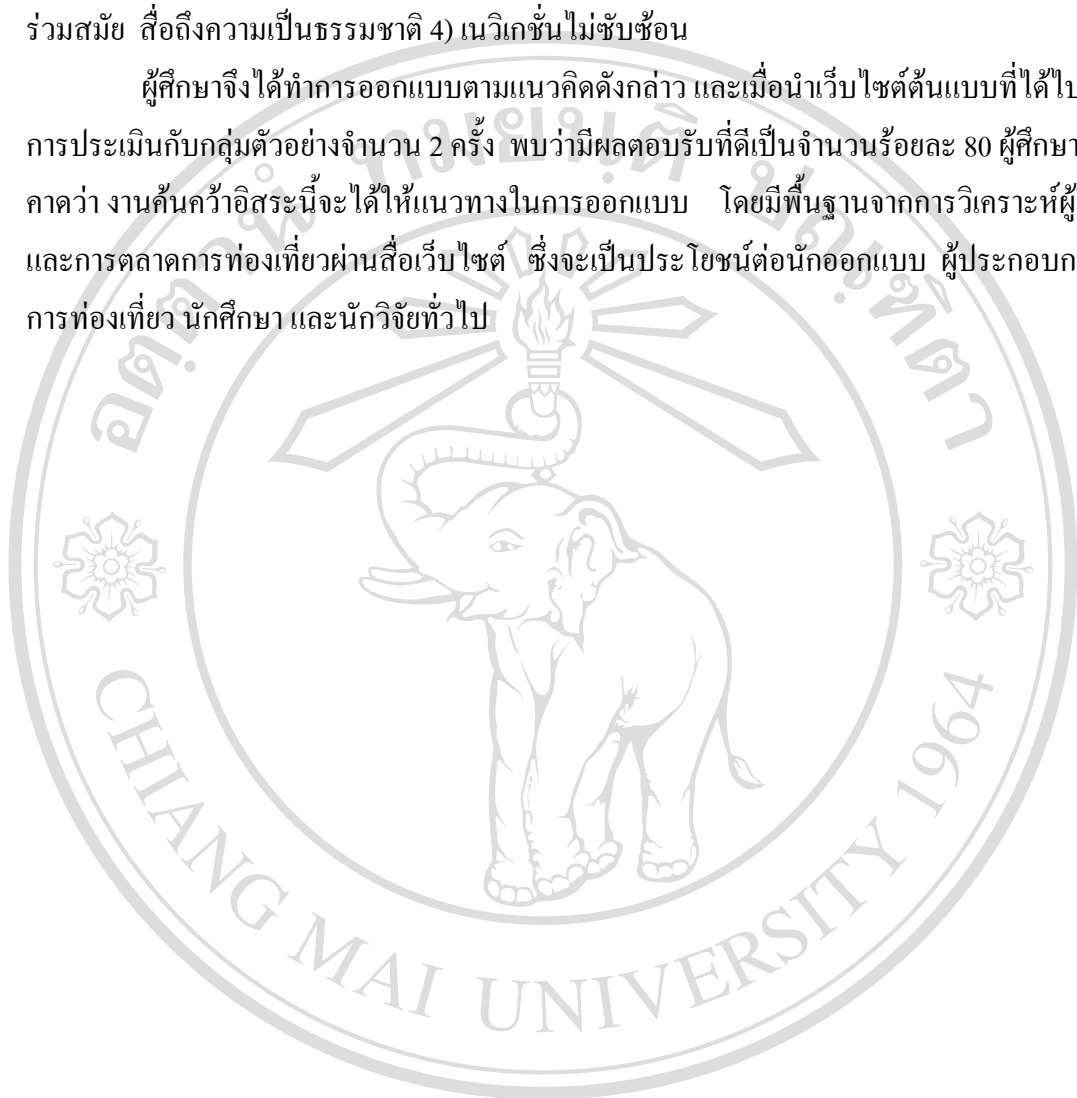 ร่วมสมัย สื่อถึงความเป็นธรรมชาติ 4) เนวิเกชั่นไม่ซับซ้อน
ผู้ศึกษาจึงได้ทำการออกแบบตามแนวคิดดังกล่าว และเมื่อนำเว็บไซต์ต้นแบบที่ได้ไป
การประเมินกับกลุ่มตัวอย่างจำนวน 2 ครั้ง พบว่ามีผลตอบรับที่ดีเป็นจำนวนร้อยละ 80 ผู้ศึกษา
คาดว่า งานค้นคว้าอิสระนี้จะได้ให้แนวทางในการออกแบบ โดยมีพื้นฐานจากการวิเคราะห์ผู้
และการตลาดการท่องเที่ยวผ่านสื่อเว็บไซต์ ซึ่งจะเป็นประโยชน์ต่อนักออกแบบ ผู้ประกอบก
การท่องเที่ยว นักศึกษา และนักวิจัยทั่วไป
อตฺตานํ ทมยนฺติ ปณฺฑิตา
CHIANG MAI UNIVERSITY 1964